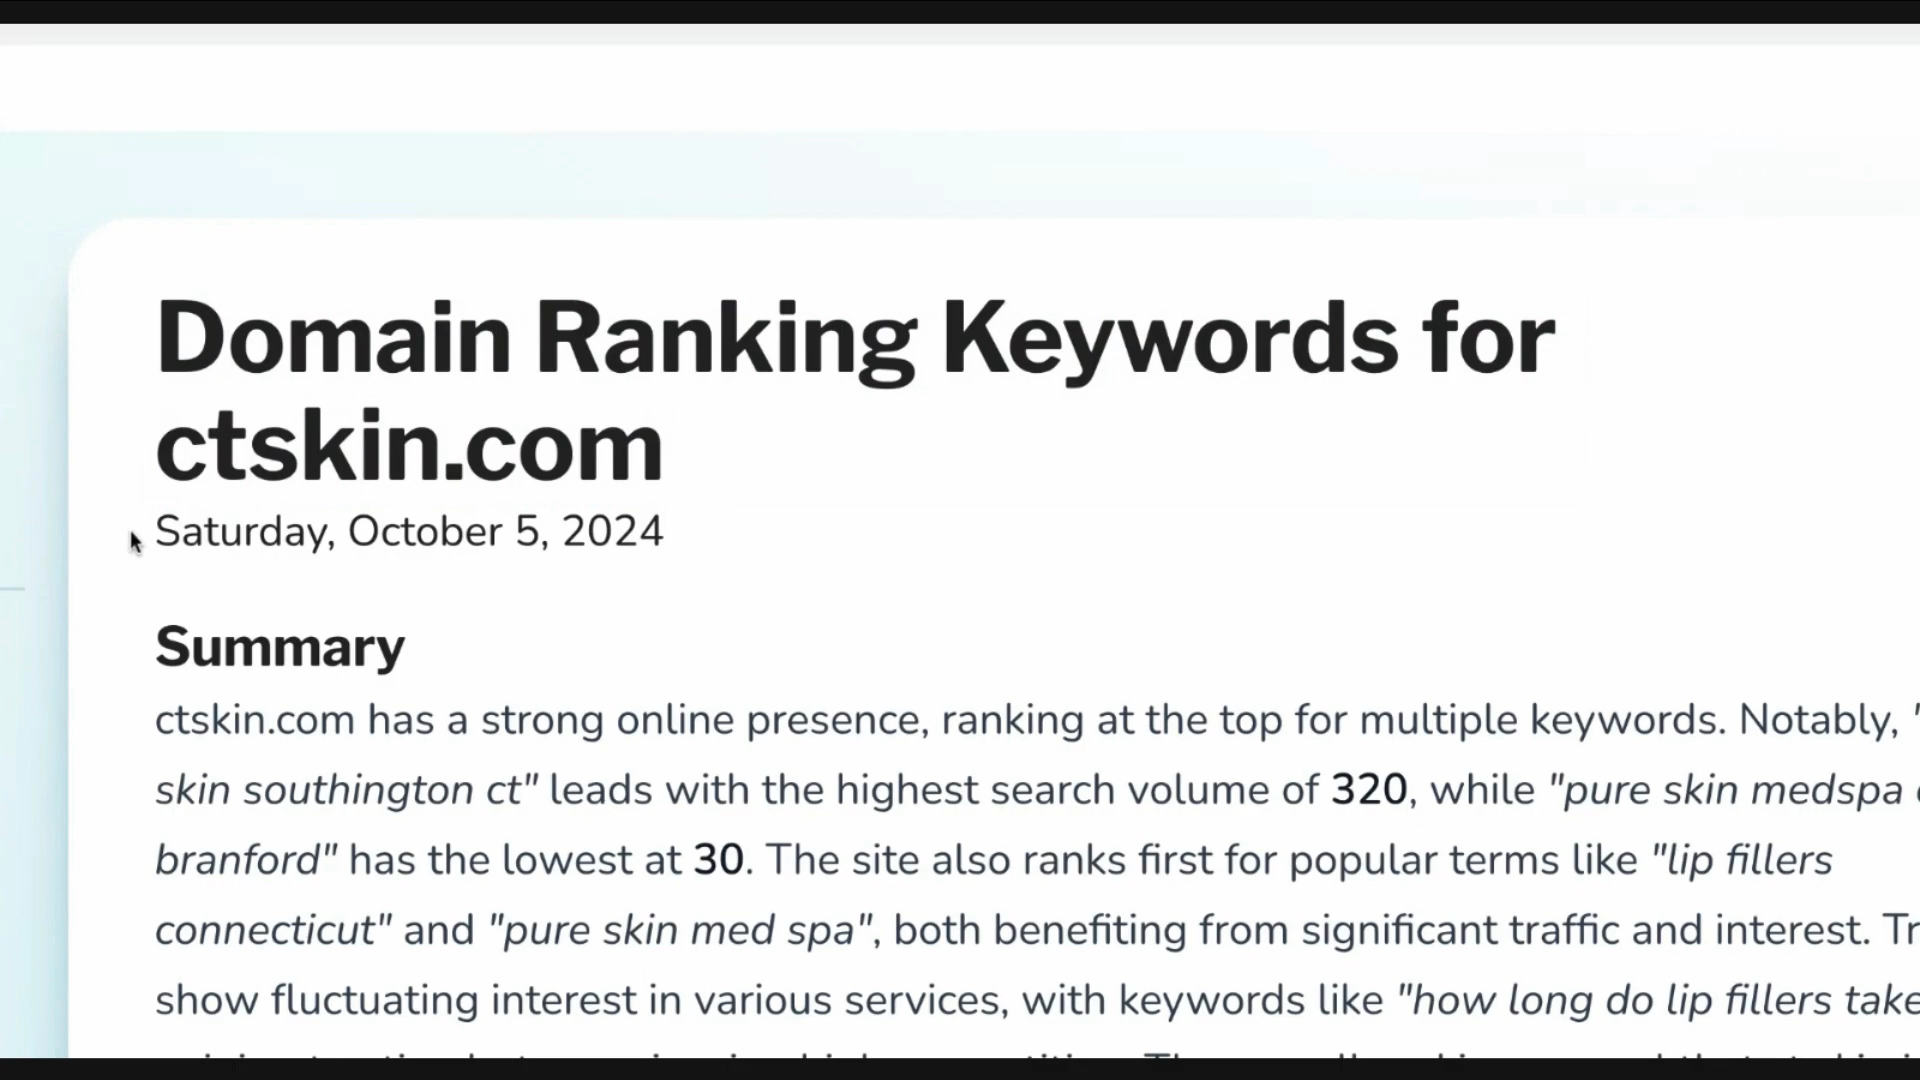 Domain Ranking Keywords for
ctskin.com
Saturday, October 5, 2024
Summary
ctskin.com has a strong online presence, ranking at the top for multiple keywords. Notably, "
skin southington ct" leads with the highest search volume of 320, while "pure skin medspa
branford" has the lowest at 30. The site also ranks first for popular terms like "lip fillers
connecticut" and "pure skin med spa", both benefiting from significant traffic and interest. Tr
show fluctuating interest in various services, with keywords like "how long do lip fillers take